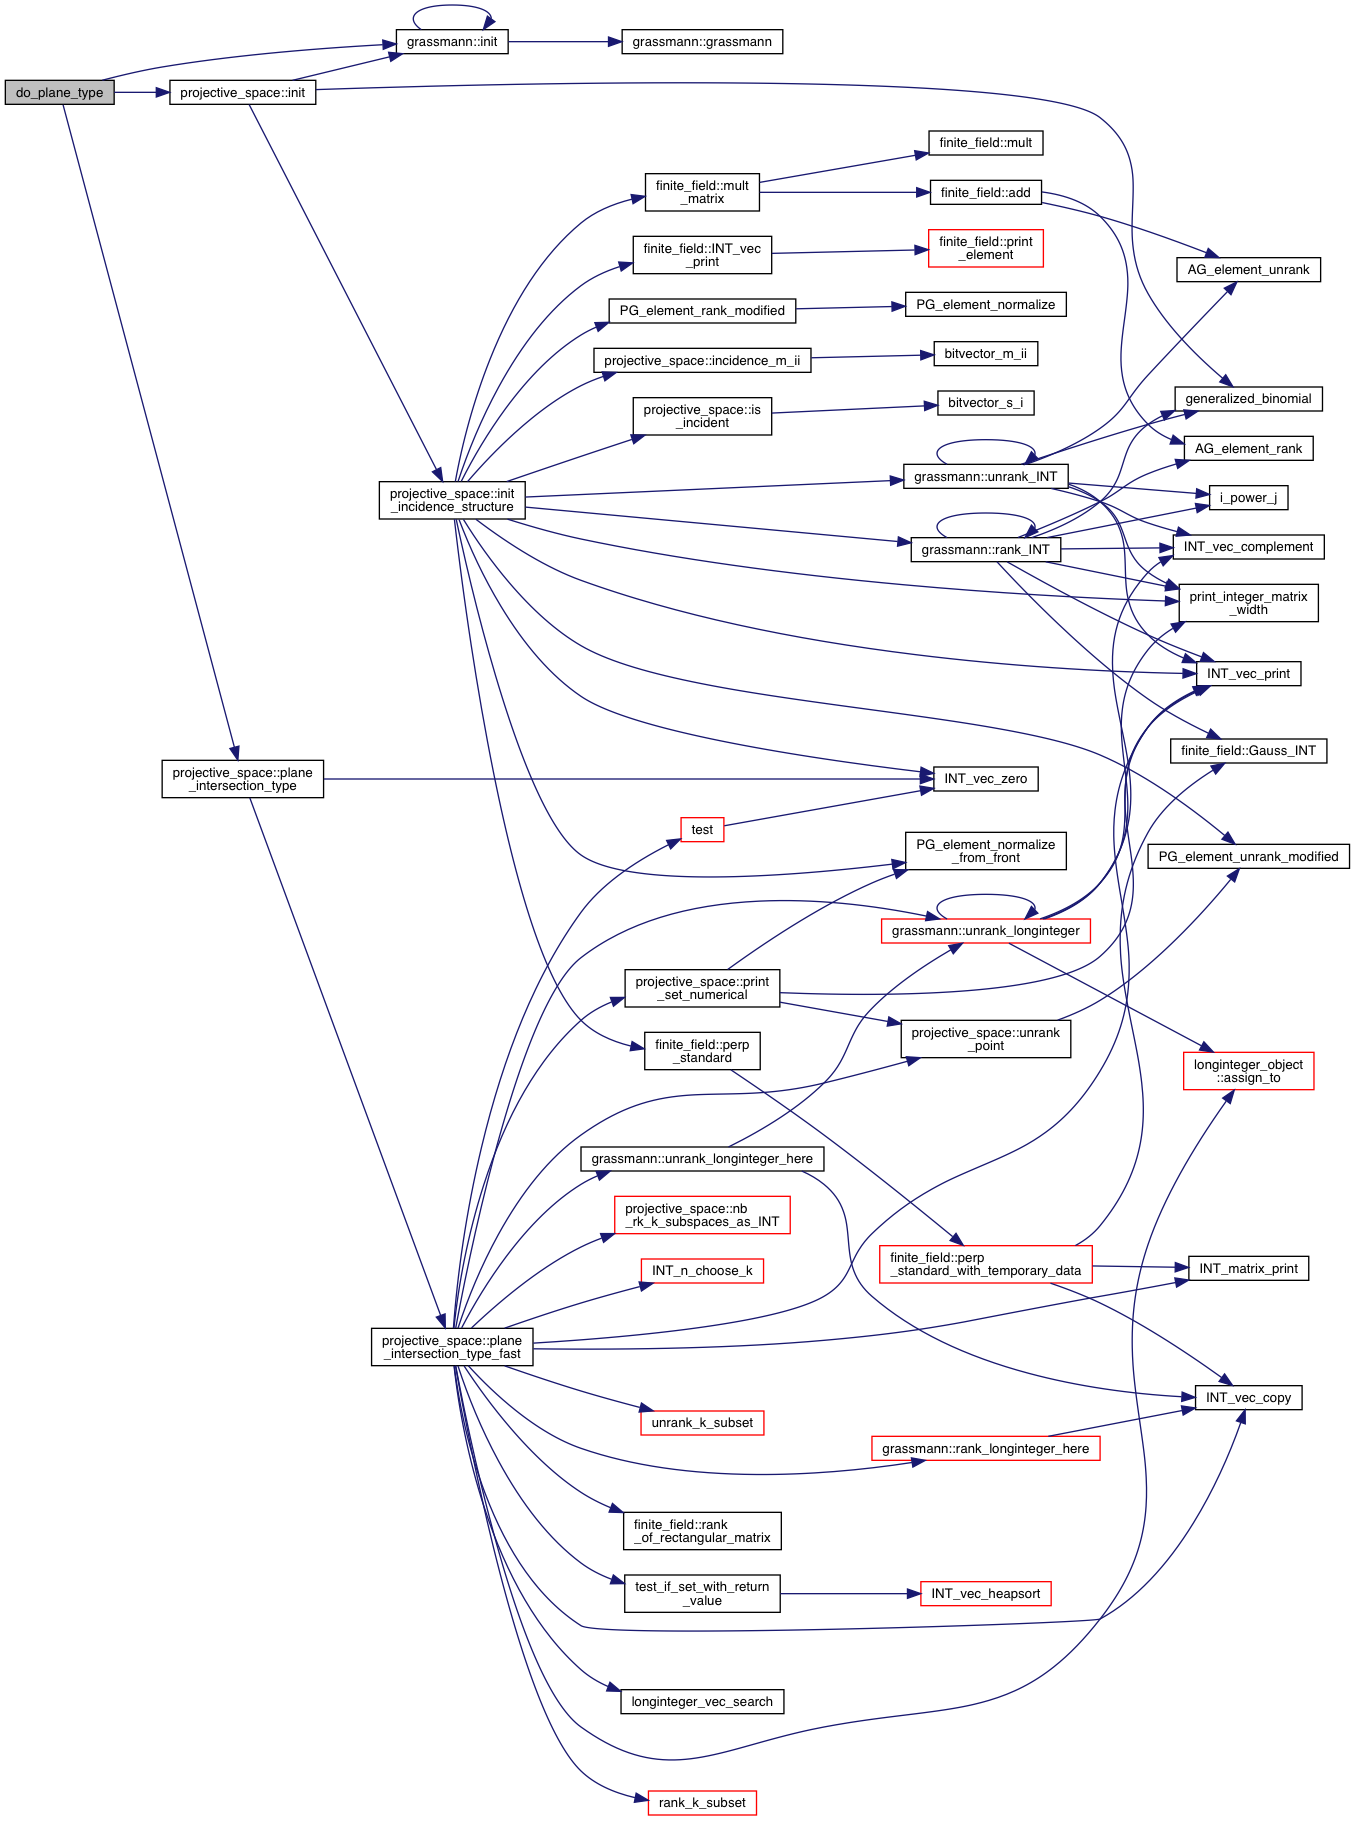 grassmann::init
grassmann::grassmann
do_plane_type
projective_space::init
finite_field::mult
finite_field::mult
_matrix
finite_field::add
finite_field::INT_vec
_print
finite_field::print
_element
AG_element_unrank
PG_element_rank_modified
PG_element_normalize
projective_space::incidence_m_ii
bitvector_m_ii
projective_space::is
_incident
bitvector_s_i
generalized_binomial
AG_element_rank
projective_space::init
_incidence_structure
grassmann::unrank_INT
i_power_j
grassmann::rank_INT
INT_vec_complement
print_integer_matrix
_width
INT_vec_print
finite_field::Gauss_INT
projective_space::plane
_intersection_type
INT_vec_zero
test
PG_element_normalize
_from_front
PG_element_unrank_modified
grassmann::unrank_longinteger
projective_space::print
_set_numerical
projective_space::unrank
_point
finite_field::perp
_standard
longinteger_object
::assign_to
grassmann::unrank_longinteger_here
projective_space::nb
_rk_k_subspaces_as_INT
finite_field::perp
_standard_with_temporary_data
INT_n_choose_k
INT_matrix_print
projective_space::plane
_intersection_type_fast
INT_vec_copy
unrank_k_subset
grassmann::rank_longinteger_here
finite_field::rank
_of_rectangular_matrix
test_if_set_with_return
_value
INT_vec_heapsort
longinteger_vec_search
rank_k_subset